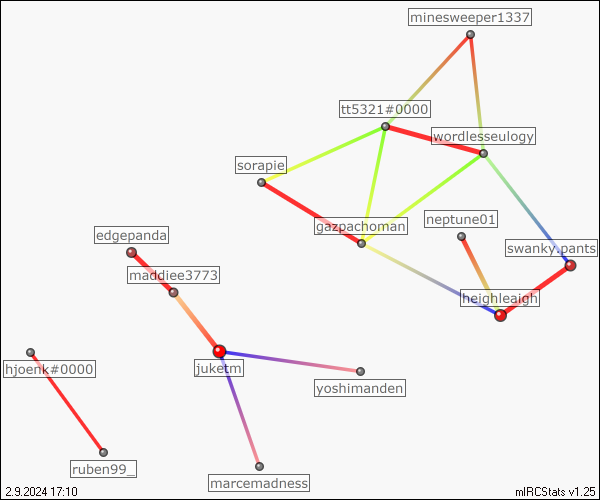 minesweeper1337
tt5321#0000
wordlesseulogy
sorapie
neptune01
gazpachoman
edgepanda
swanky.pants
maddiee3773
heighleaigh
hjoenk#0000
juketm
yoshimanden
ruben99_
marcemadness
2.9.2024 17:10
mIRCStats v1.25